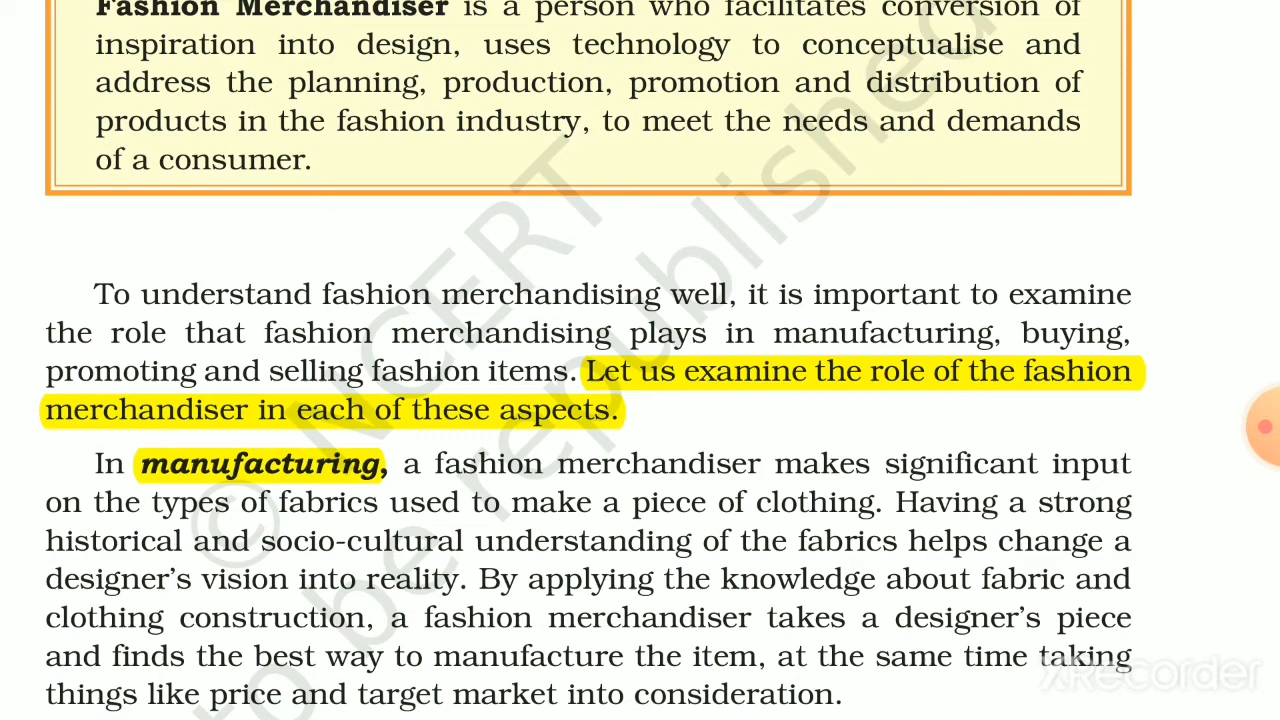 Fashion Merchandiser is a person who facilitates conversion of
inspiration into design, uses technology to conceptualise and
address the planning, production, promotion and distribution of
products in the fashion industry, to meet the needs and demands
of a consumer.
To understand fashion merchandising well, it is important to examine
the role that fashion merchandising plays in manufacturing, buying,
promoting and selling fashion items. Let us examine the role of the fashion
merchandiser in each of these aspects.
In manufacturing, a fashion merchandiser makes significant input
on the types of fabrics used to make a piece of clothing. Having a strong
historical and socio-cultural understanding of the fabrics helps change a
designer's vision into reality. By applying the knowledge about fabric and
clothing construction, a fashion merchandiser takes a designer's piece
and finds the best way to manufacture the item, at the same time taking
things like price and target market into consideration.
© NCERT
to be republished
XRecorder